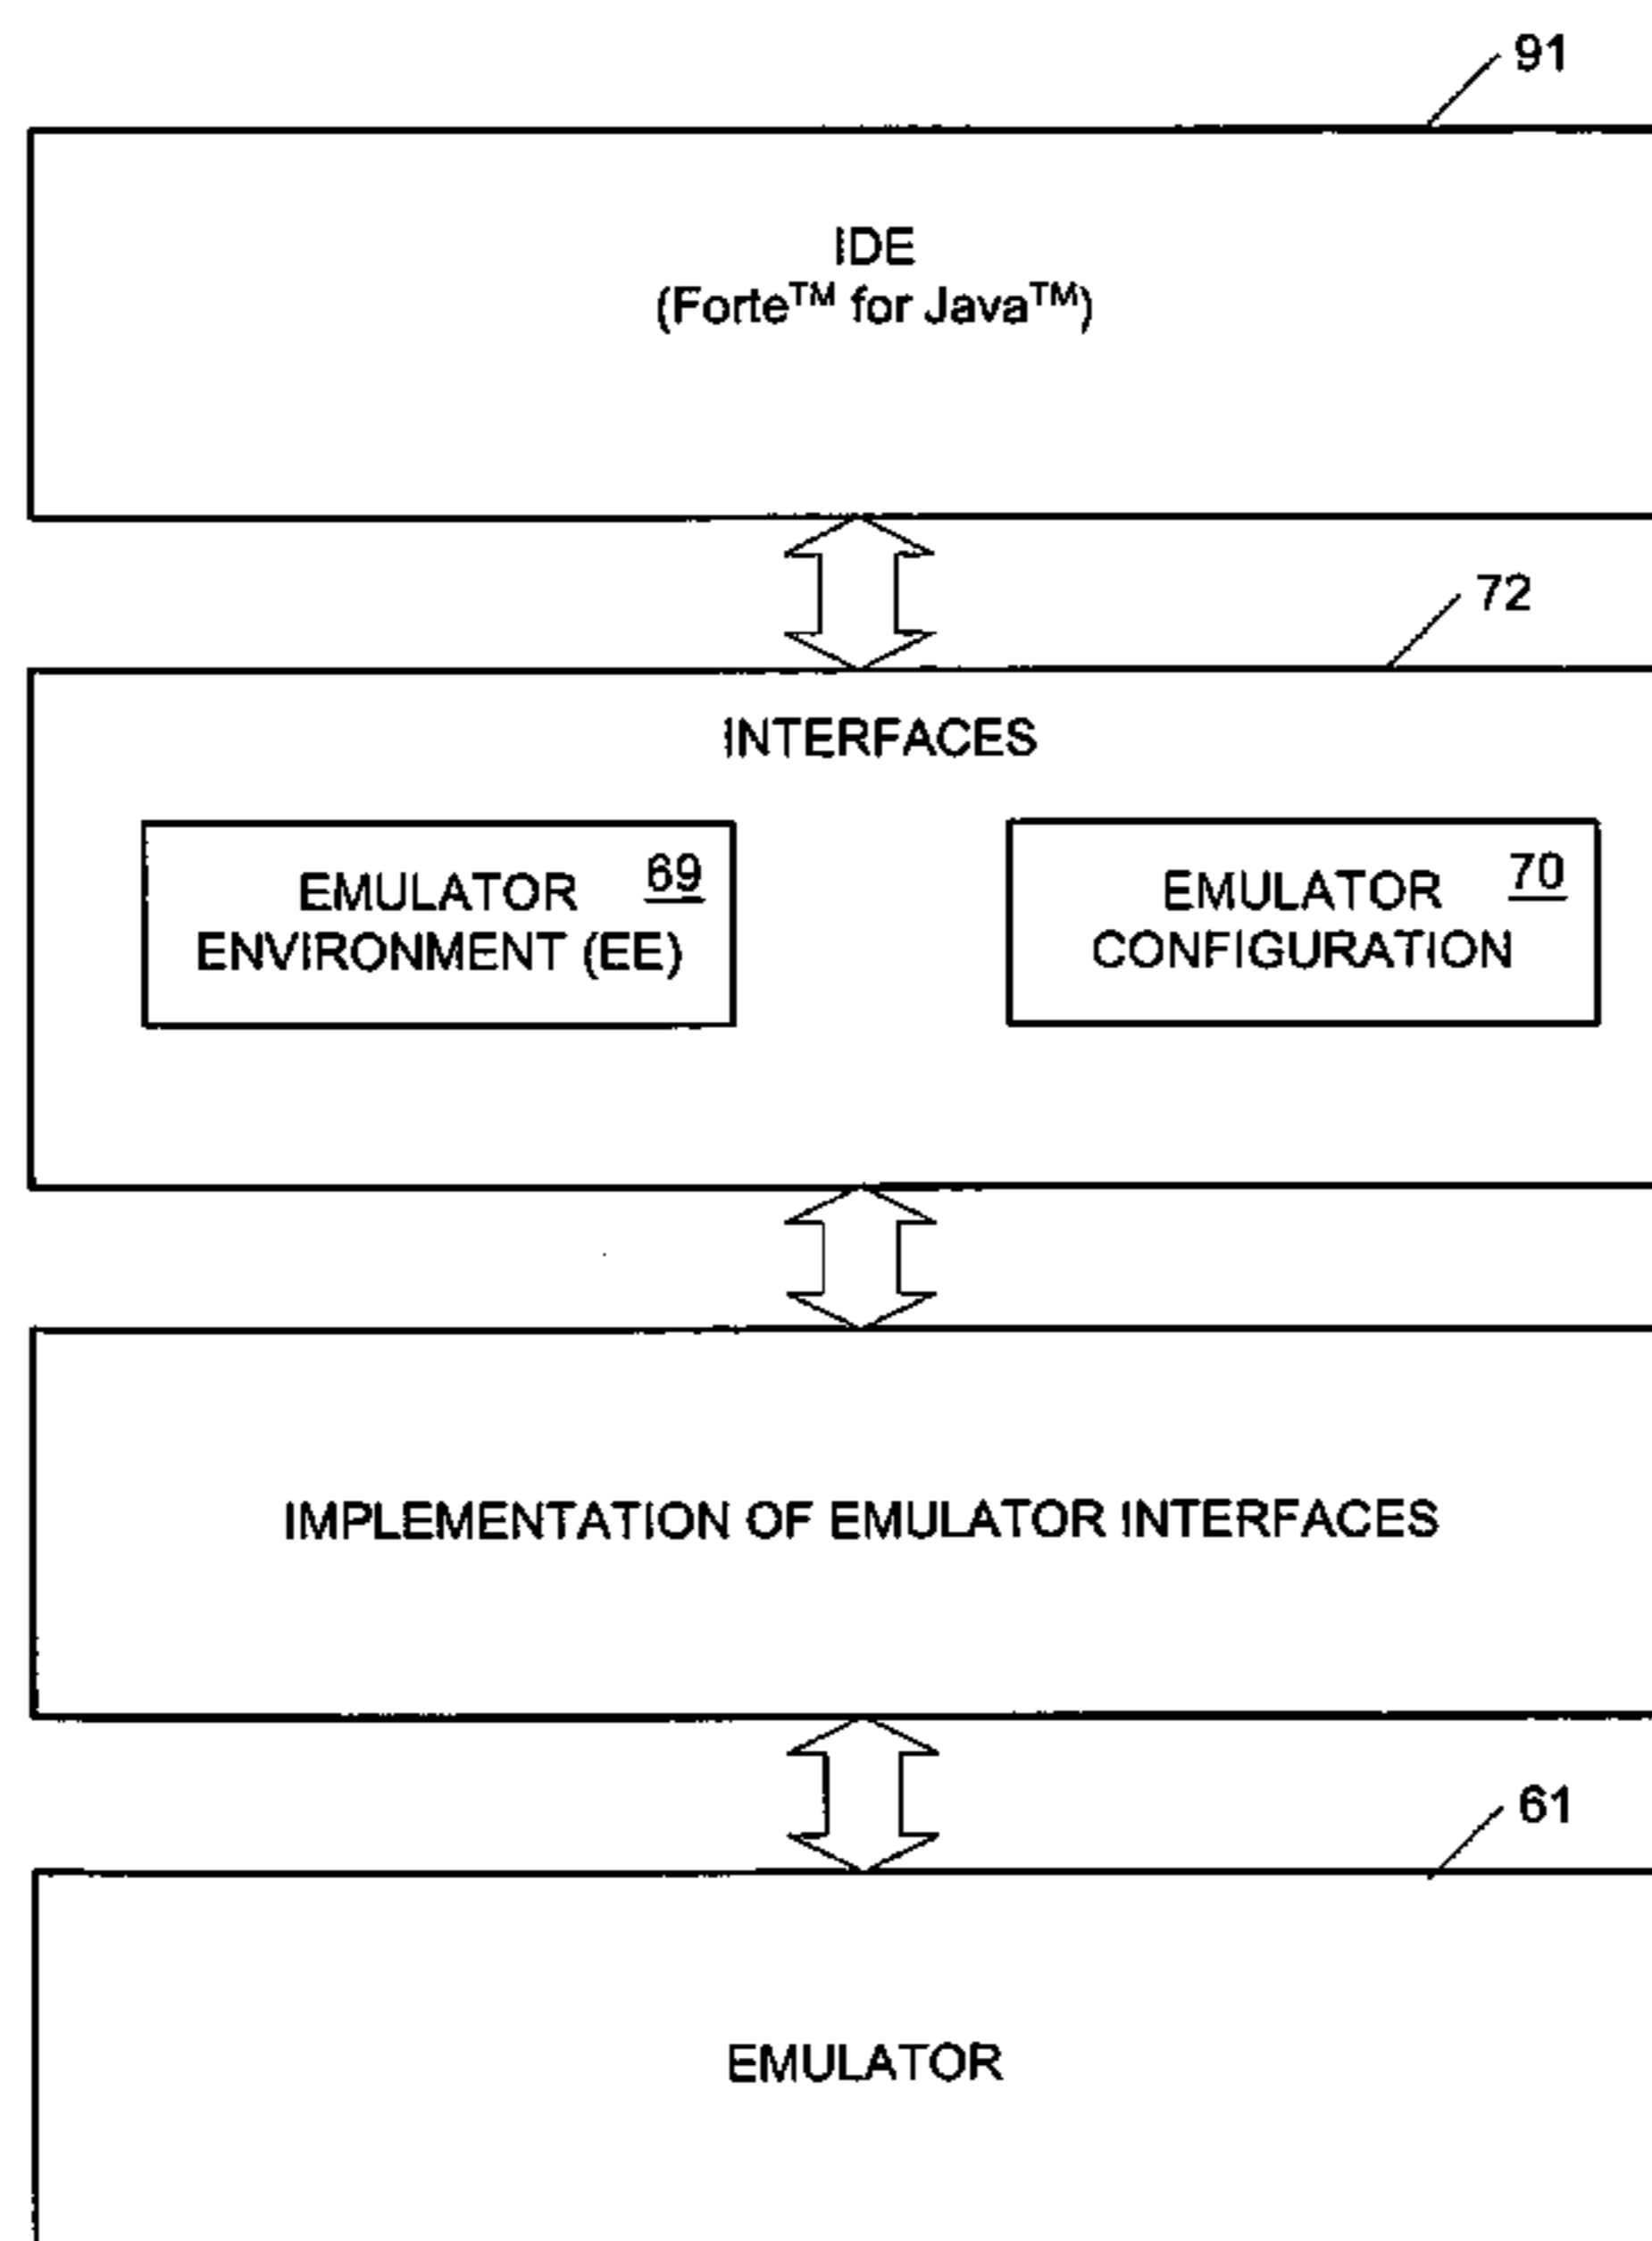 91
IDE
(Forte™ for Java™)
72
INTERFACES
EMULATOR 69
ENVIRONMENT (EE)
EMULATOR 70
CONFIGURATION
IMPLEMENTATION OF EMULATOR INTERFACES
61
EMULATOR